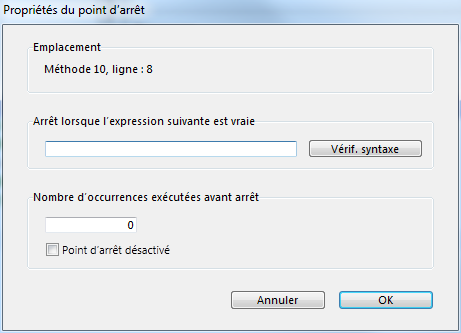 Propriétés du point d'arrêt
Emplacement
Méthode 10, ligne : 8
Arrêt lorsque l'expression suivante est vraie
Vérif. syntaxe
Nombre d'occurrences exécutées avant arrêt
0
Point d'arrêt désactivé
Annuler
OK